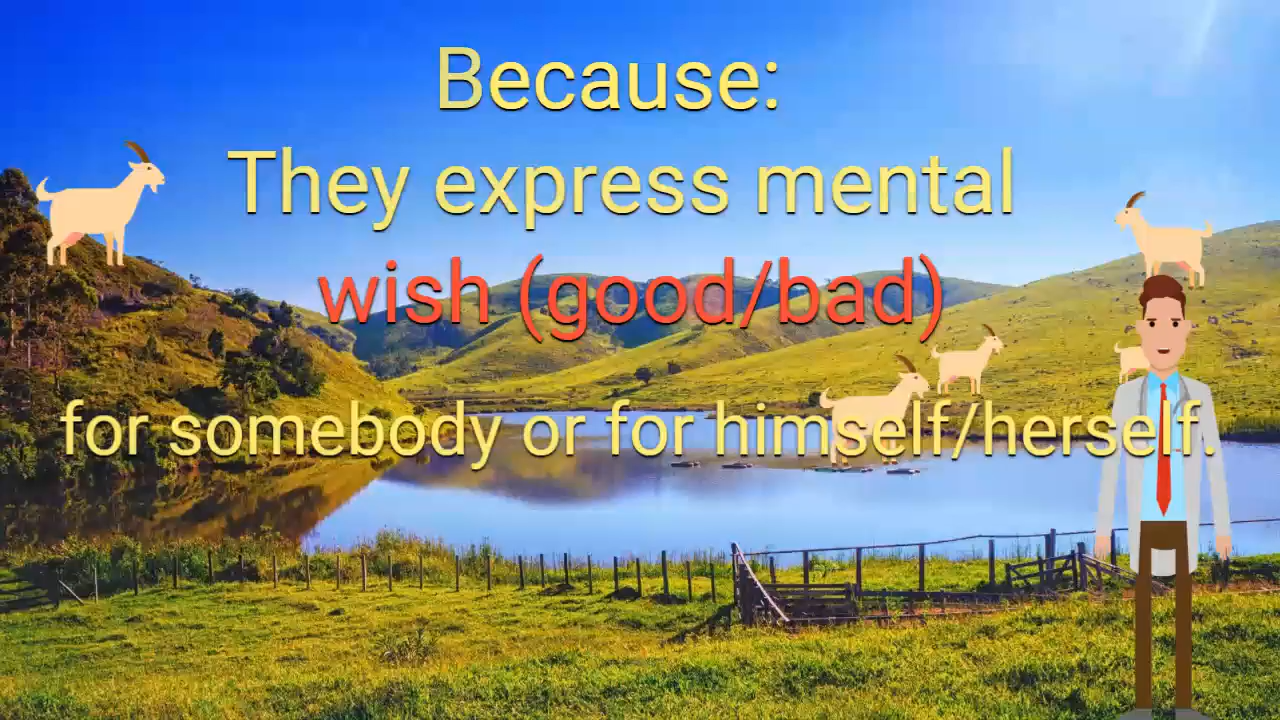 Because:
They express mental
wish (good/bad)
for somebody or for himself/herself.